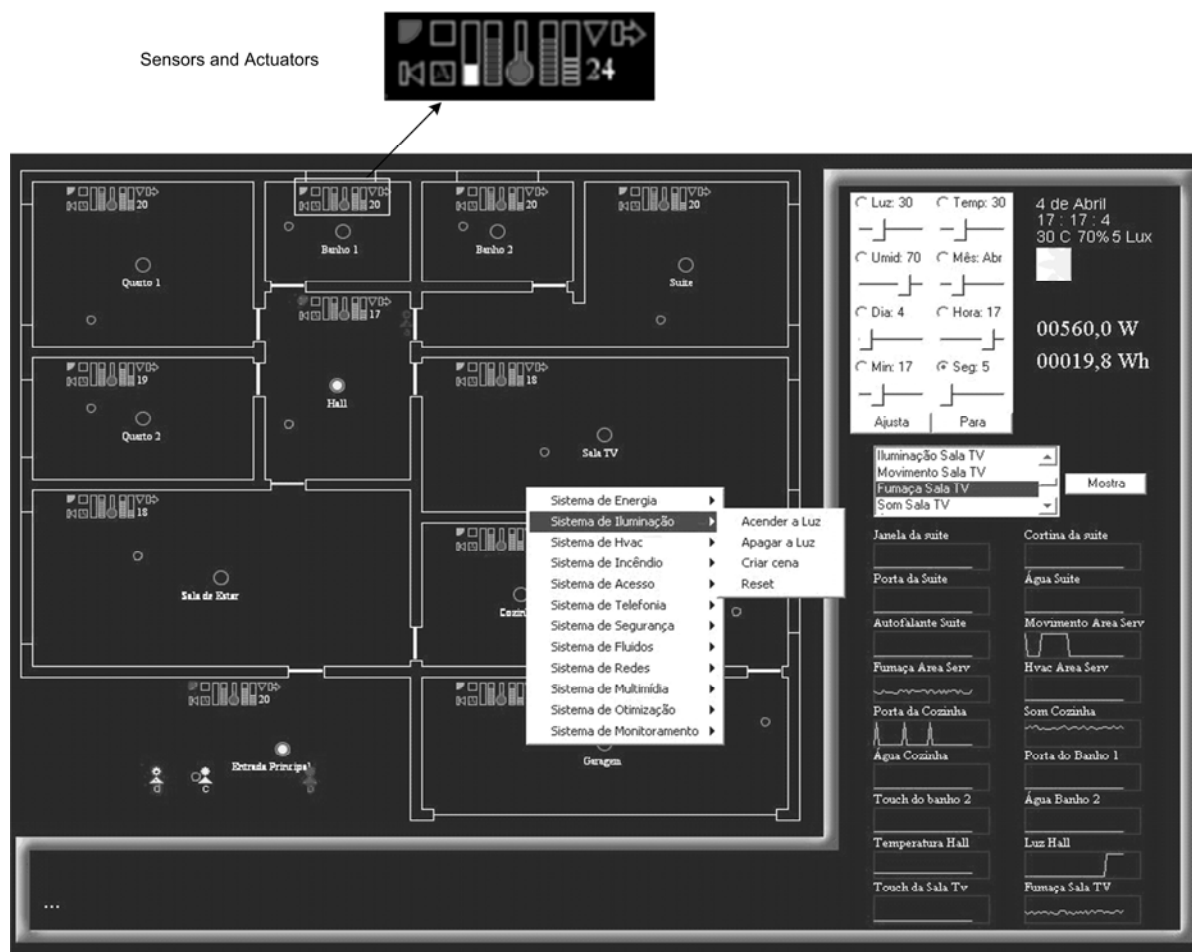 Sensors and Actuators
24
20
20
20
20
Quarto 1
Banho 1
Banho 2
Suite
17
19
18
Hall
Quarto 2
Sala TV
18
Sala de Estar
20
Entrada Principal
C
Garagem
Sistema de Energia
Sistema de Iluminação
Sistema de Hvac
Sistema de Incêndio
Sistema de Acesso
Sistema de Telefonia
Sistema de Segurança
Sistema de Fluidos
Sistema de Redes
Sistema de Multimídia
Sistema de Otimização
Sistema de Monitoramento
Acender a Luz
Apagar a Luz
Criar cena
Reset
Luz: 30 Temp: 30
Umid: 70 Mês: Abr
Dia: 4 Hora: 17
Min: 17 Seg: 5
Ajusta Para
4 de Abril
17 : 17 : 4
30 C 70% 5 Lux
00560,0 W
00019,8 Wh
Iluminação Sala TV
Movimento Sala TV
Fumaça Sala TV
Som Sala TV
Mostra
Janela da suite Cortina da suite
Porta da Suite Água Suite
Autofalante Suite Movimento Area Serv
Fumaça Area Serv Hvac Area Serv
Porta da Cozinha Som Cozinha
Água Cozinha Porta do Banho 1
Touch do banho 2 Água Banho 2
Temperatura Hall Luz Hall
Touch da Sala Tv Fumaça Sala TV
...